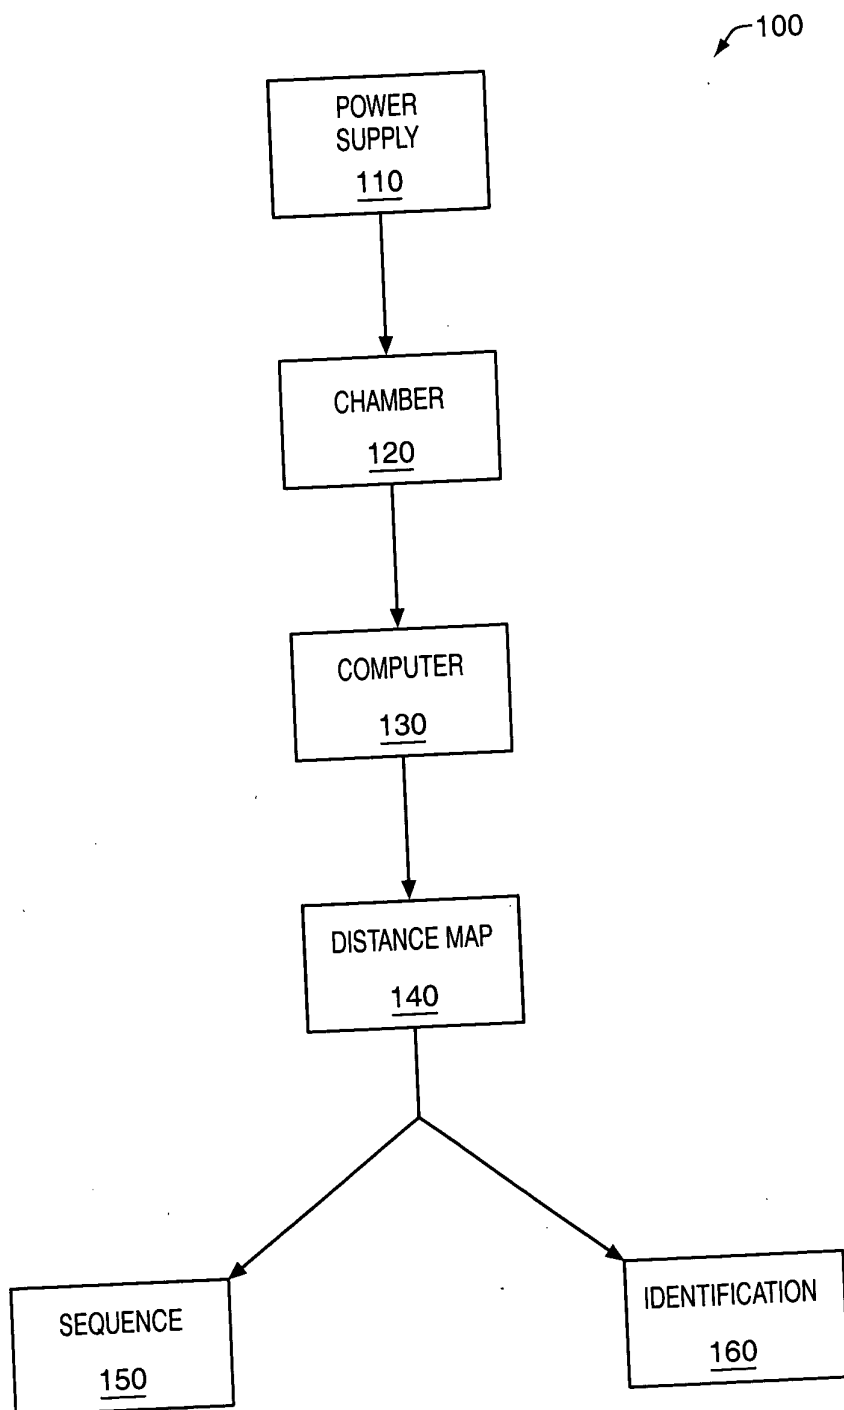 100
POWER
SUPPLY
110
CHAMBER
120
COMPUTER
130
DISTANCE MAP
140
SEQUENCE
150
IDENTIFICATION
160